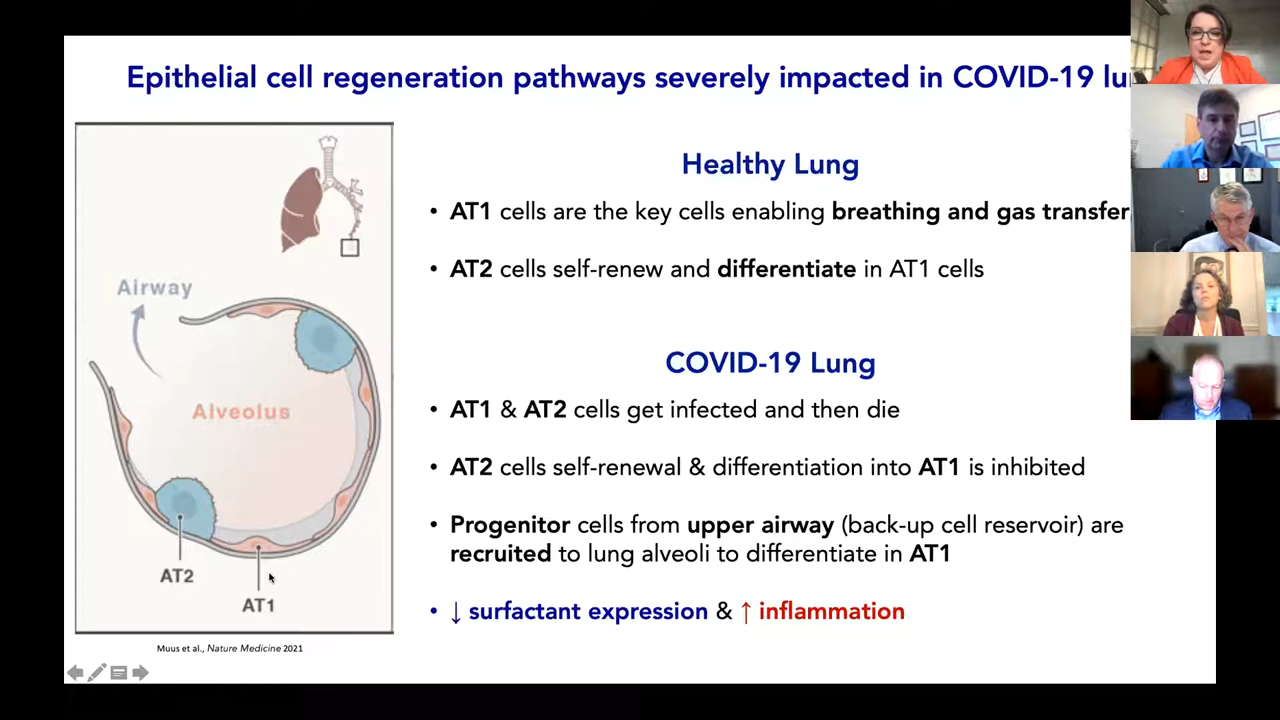 Epithelial cell regeneration pathways severely impacted in COVID-19 lu
Healthy Lung
• AT1 cells are the key cells enabling breathing and gas transfer
• AT2 cells self-renew and differentiate in AT1 cells
COVID-19 Lung
• AT1 & AT2 cells get infected and then die
• AT2 cells self-renewal & differentiation into AT1 is inhibited
• Progenitor cells from upper airway (back-up cell reservoir) are
recruited to lung alveoli to differentiate in AT1
• ↓ surfactant expression & ↑ inflammation
Airway
Alveolus
AT2
AT1
Muus et al., Nature Medicine 2021